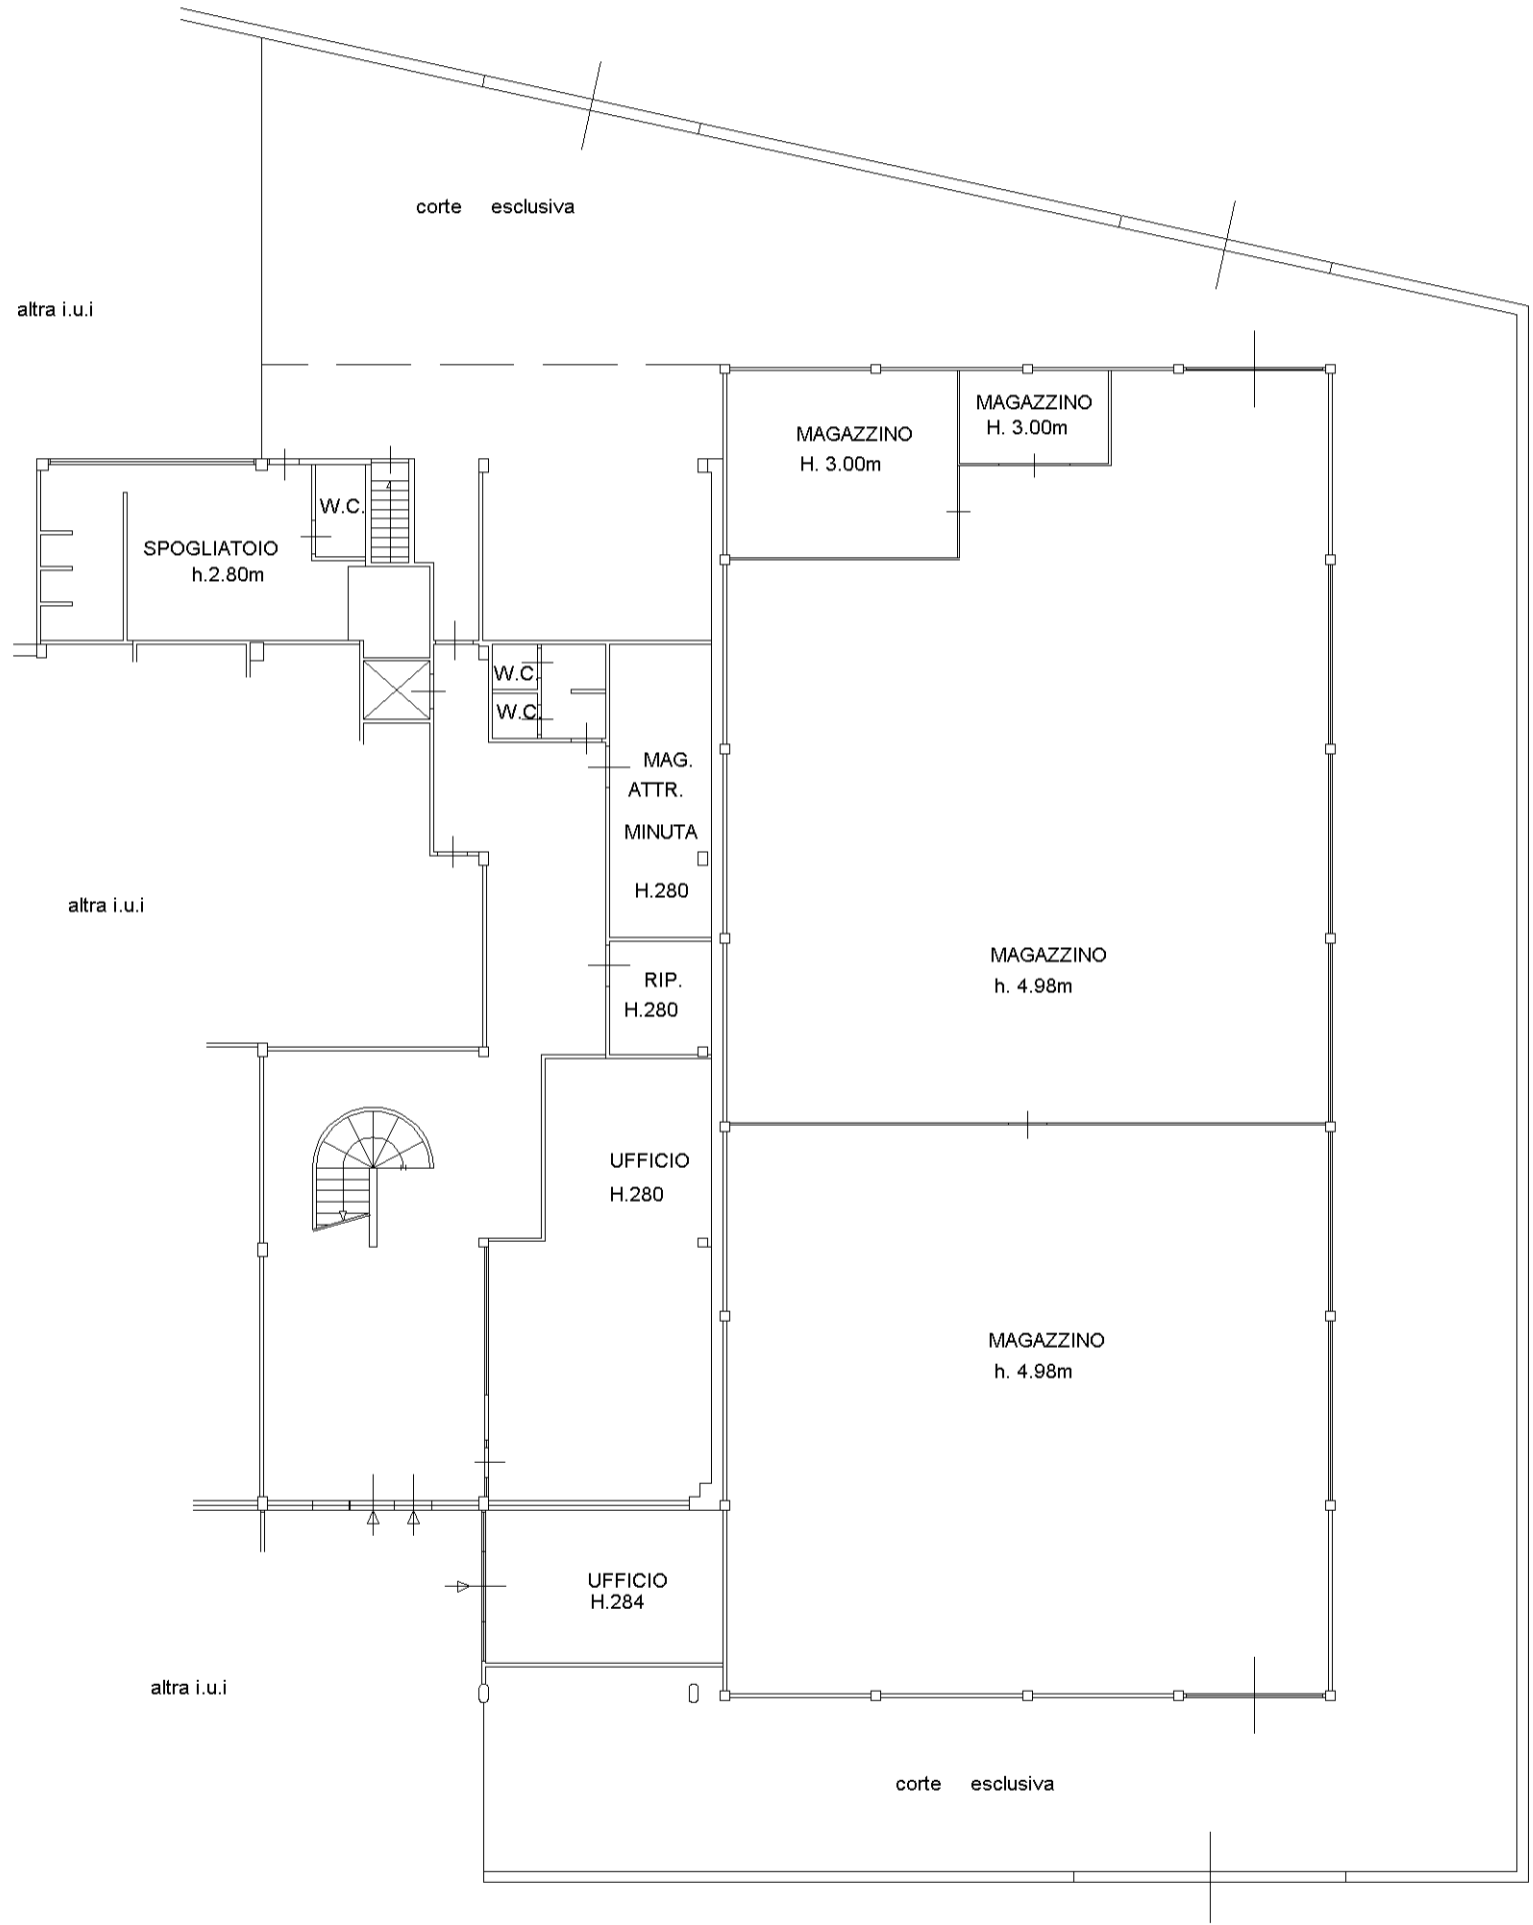 corte esclusiva
altra i.u.i
MAGAZZINO
H. 3.00m
MAGAZZINO
H. 3.00m
W.C.
SPOGLIATOIO
h.2.80m
W.C.
W.C.
MAG.
ATTR.
MINUTA
H.280
altra i.u.i
MAGAZZINO
h. 4.98m
RIP.
H.280
UFFICIO
H.280
MAGAZZINO
h. 4.98m
UFFICIO
H.284
altra i.u.i
corte esclusiva